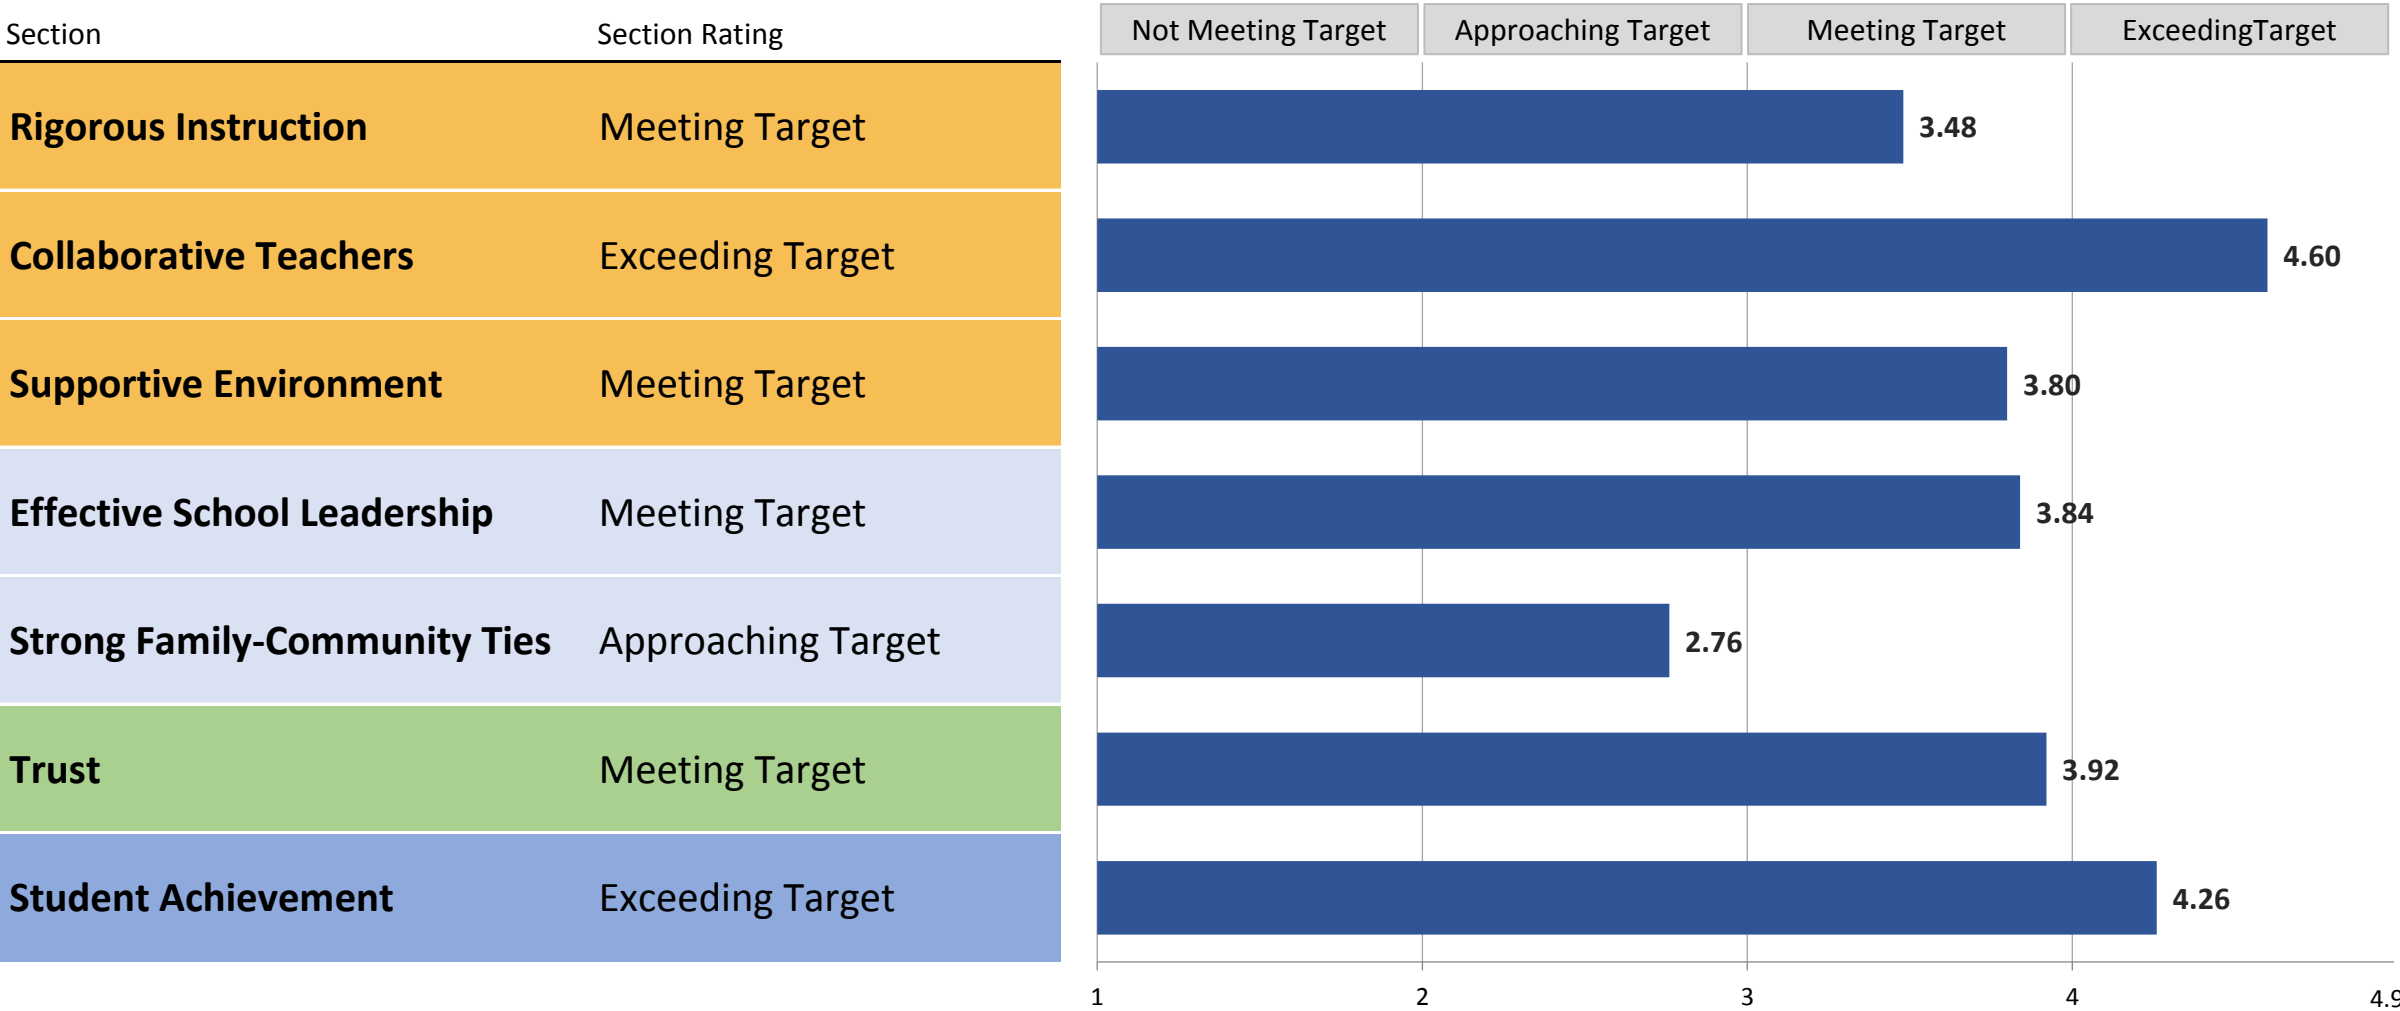 Section Section Rating Not Meeting Target Approaching Target Meeting Target ExceedingTarget
Rigorous Instruction Meeting Target 3.48
Collaborative Teachers Exceeding Target 4.60
Supportive Environment Meeting Target 3.80
Effective School Leadership Meeting Target 3.84
Strong Family-Community Ties Approaching Target 2.76
Trust Meeting Target 3.92
Student Achievement Exceeding Target 4.26
1 2 3 4 4.9